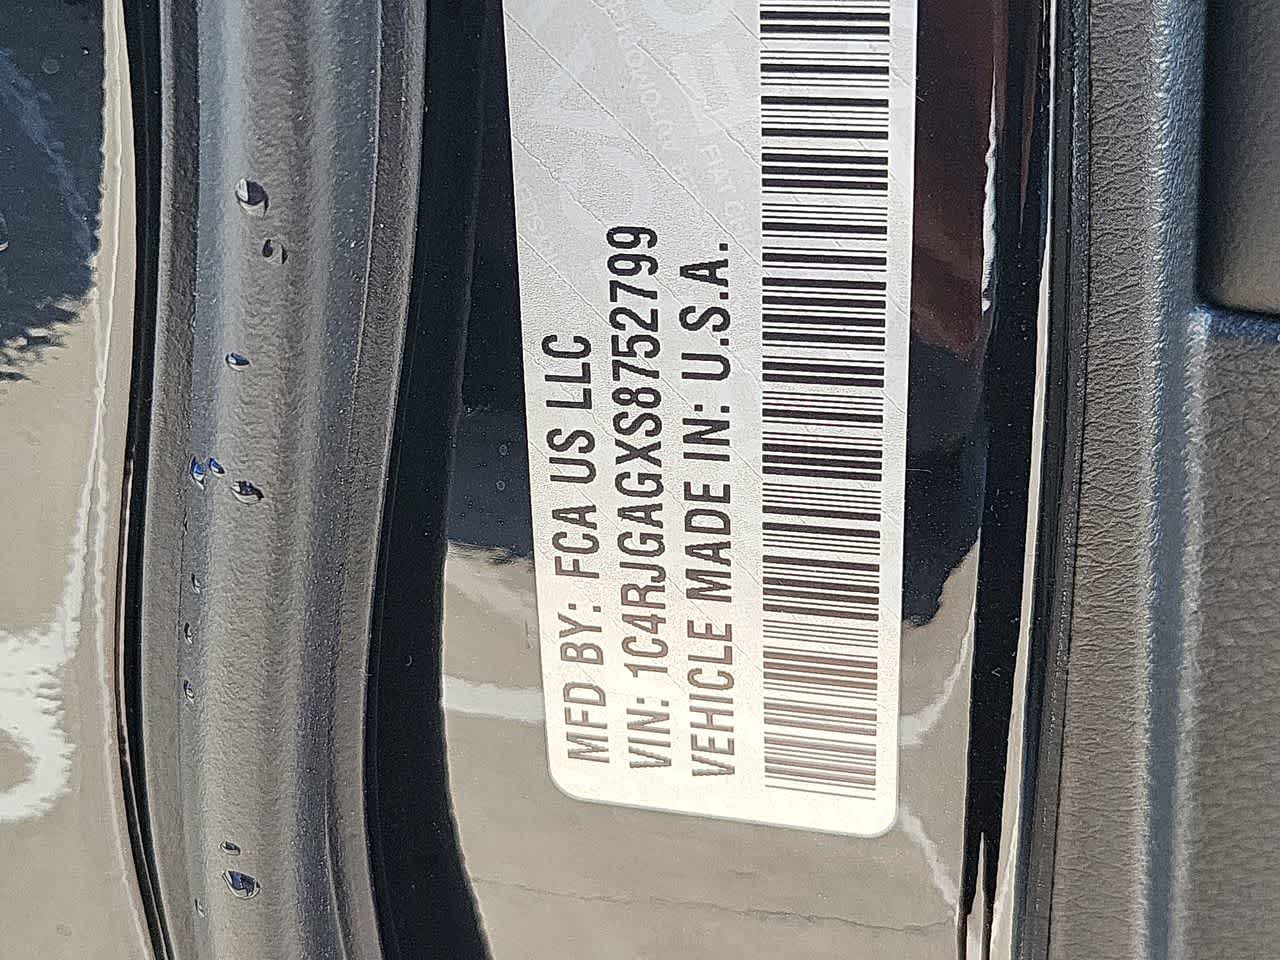 MFD BY: FCA US LLC
VIN: 1C4RJGAGXS8752799
VEHICLE MADE IN: U.S.A.